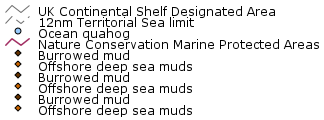 UK Continental Shelf Designated Area
12nm Territorial Sea limit
Ocean quahog
Nature Conservation Marine Protected Areas
Burrowed mud
Offshore deep sea muds
Burrowed mud
Offshore deep sea muds
Burrowed mud
Offshore deep sea muds